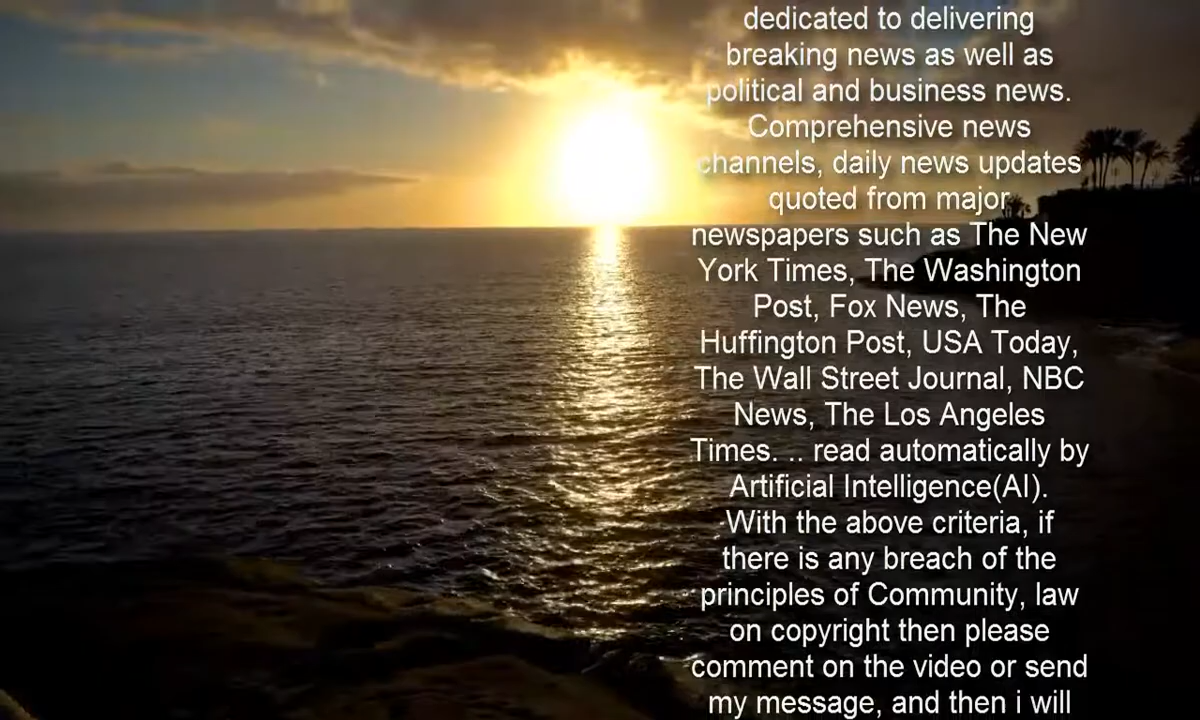 dedicated to delivering
breaking news as well as
political and business news.
Comprehensive news
channels, daily news updates
quoted from major
newspapers such as The New
York Times, The Washington
Post, Fox News, The
Huffington Post, USA Today,
The Wall Street Journal, NBC
News, The Los Angeles
Times. .. read automatically by
Artificial Intelligence(AI).
-With the above criteria, if
there is any breach of the
principles of Community, law
on copyright then please
comment on the video or send
my message, and then i will